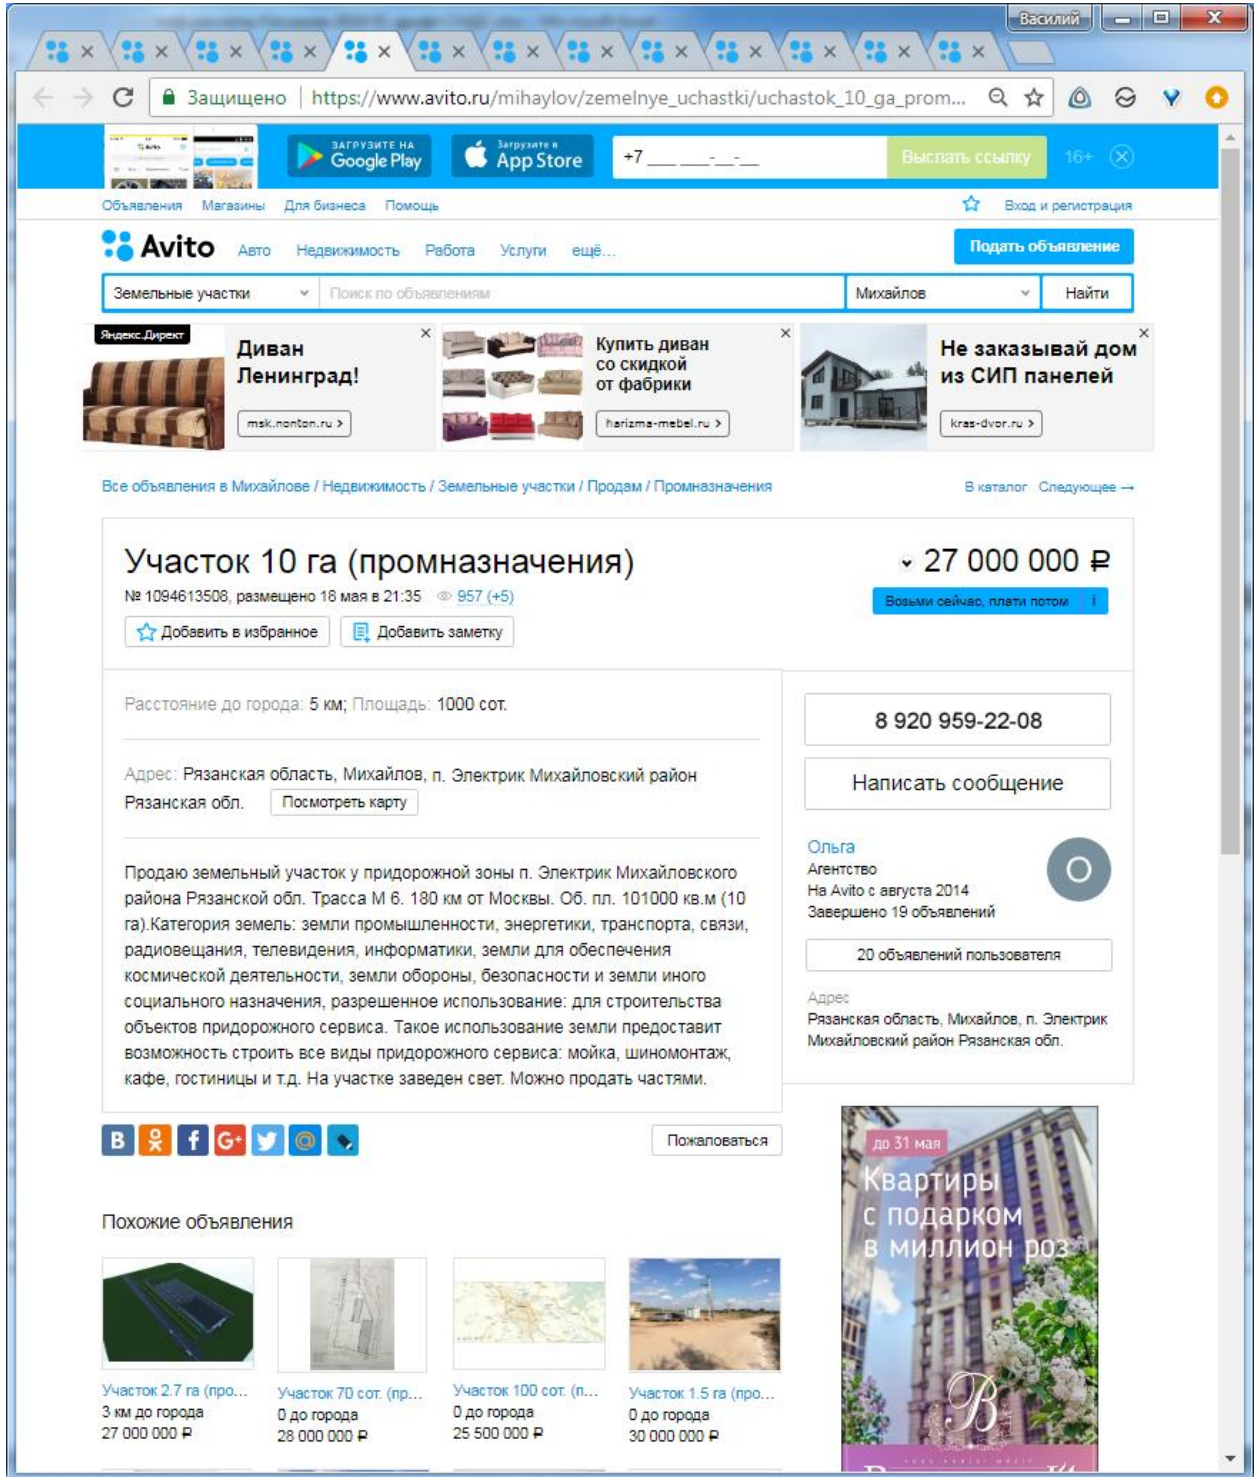 Василий
Защищено | https://www.avito.ru/mihaylov/zemelnye_uchastki/uchastok_10_ga_prom...
ЗАГРУЗИТЕ НА
Google Play
Загрузите в
App Store
+7 ___ ___-__-__
Выслать ссылку
16+
Объявления Магазины Для бизнеса Помощь
Вход и регистрация
Avito Авто Недвижимость Работа Услуги ещё...
Подать объявление
Земельные участки
Поиск по объявлениям
Михайлов
Найти
Яндекс.Директ
Диван
Ленинград!
msk.nonton.ru >
Купить диван
со скидкой
от фабрики
harizma-mebel.ru >
Не заказывай дом
из СИП панелей
kras-dvor.ru >
Все объявления в Михайлове / Недвижимость / Земельные участки / Продам / Промназначения
В каталог Следующее →
Участок 10 га (промназначения)
27 000 000 ₽
№ 1094613508, размещено 18 мая в 21:35 957 (+5)
Возьми сейчас, плати потом i
Добавить в избранное
Добавить заметку
Расстояние до города: 5 км; Площадь: 1000 сот.
8 920 959-22-08
Написать сообщение
Адрес: Рязанская область, Михайлов, п. Электрик Михайловский район
Рязанская обл. Посмотреть карту
Ольга
Агентство
На Avito с августа 2014
Завершено 19 объявлений
О
20 объявлений пользователя
Адрес
Рязанская область, Михайлов, п. Электрик
Михайловский район Рязанская обл.
Продаю земельный участок у придорожной зоны п. Электрик Михайловского
района Рязанской обл. Трасса М 6. 180 км от Москвы. Об. пл. 101000 кв.м (10
га).Категория земель: земли промышленности, энергетики, транспорта, связи,
радиовещания, телевидения, информатики, земли для обеспечения
космической деятельности, земли обороны, безопасности и земли иного
социального назначения, разрешенное использование: для строительства
объектов придорожного сервиса. Такое использование земли предоставит
возможность строить все виды придорожного сервиса: мойка, шиномонтаж,
кафе, гостиницы и т.д. На участке заведен свет. Можно продать частями.
Пожаловаться
до 31 мая
Квартиры
с подарком
в миллион роз
В
Похожие объявления
Участок 2.7 га (про...
3 км до города
27 000 000 ₽
Участок 70 сот. (пр...
0 до города
28 000 000 ₽
Участок 100 сот. (п...
0 до города
25 500 000 ₽
Участок 1.5 га (про...
0 до города
30 000 000 ₽